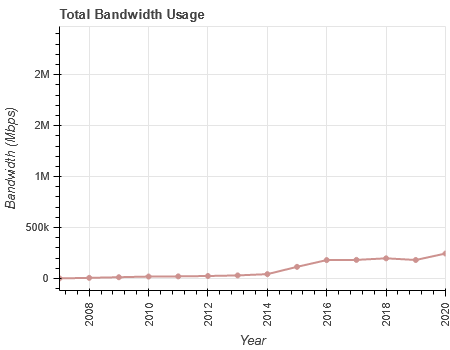 Total Bandwidth Usage
2M
2M
1M
500k
0
Bandwidth (Mbps)
2008
2010
2012
2014
2016
2018
2020
Year